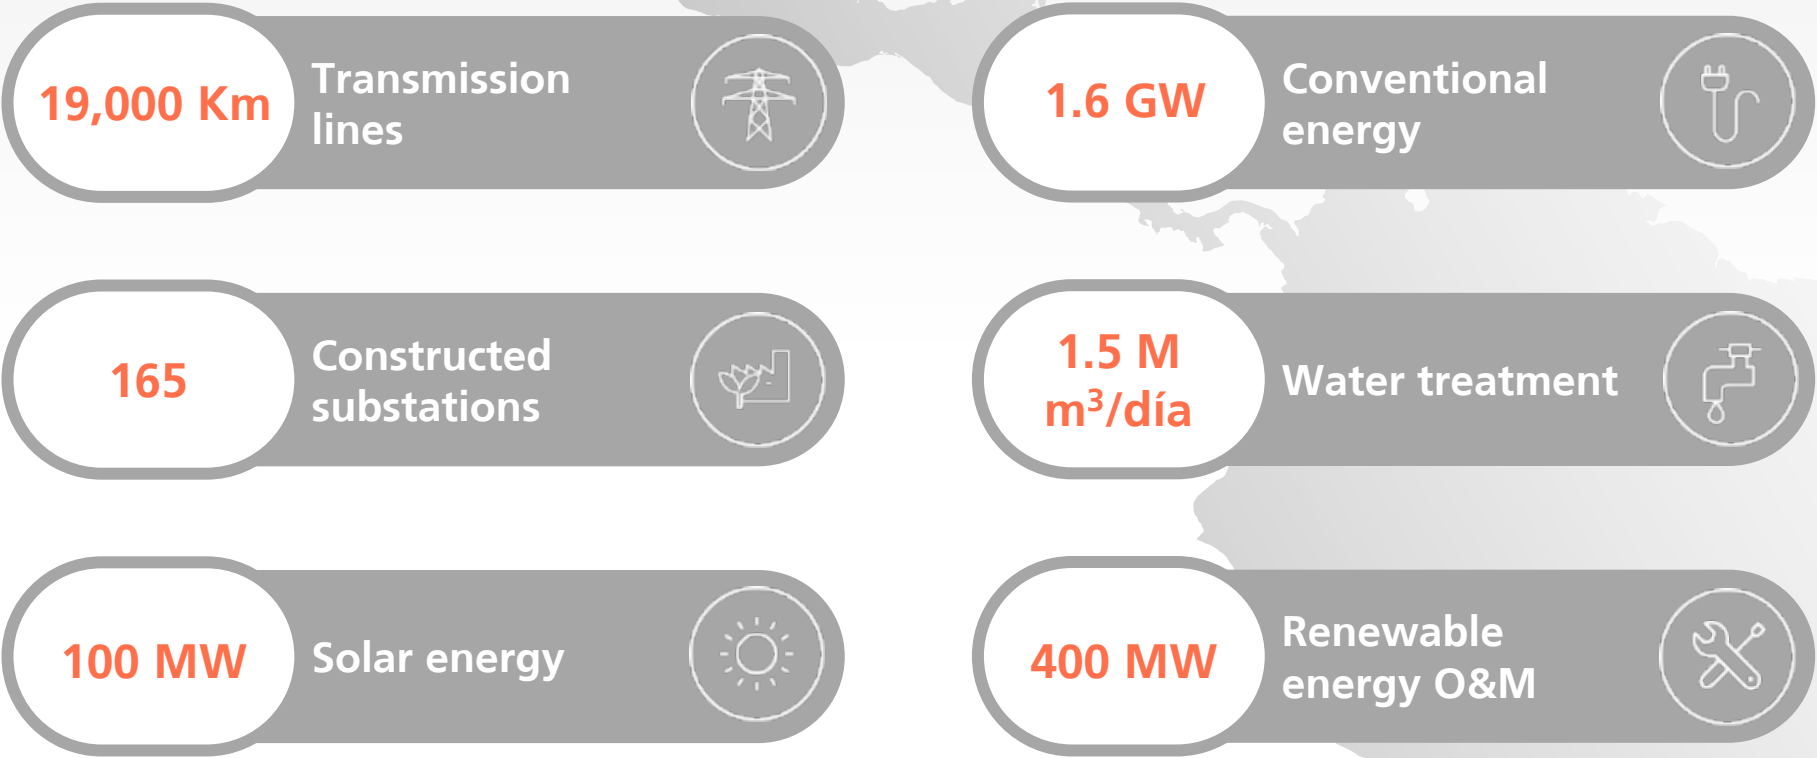 19,000 Km
Transmission
lines
1.6 GW
Conventional
energy
165
Constructed
substations
1.5 M
m³/día
Water treatment
100 MW
Solar energy
400 MW
Renewable
energy O&M